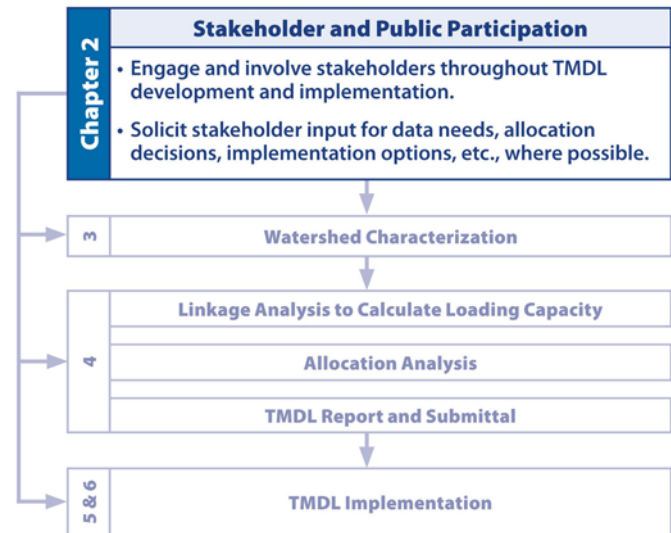 Chapter 2
Stakeholder and Public Participation
• Engage and involve stakeholders throughout TMDL
development and implementation.
• Solicit stakeholder input for data needs, allocation
decisions, implementation options, etc., where possible.
3
Watershed Characterization
4
Linkage Analysis to Calculate Loading Capacity
Allocation Analysis
TMDL Report and Submittal
5 & 6
TMDL Implementation